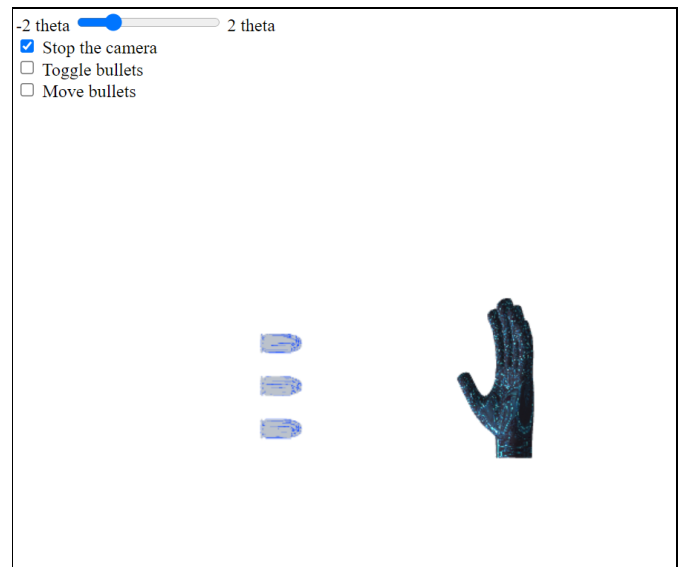 -2 theta 2 theta
Stop the camera
Toggle bullets
Move bullets